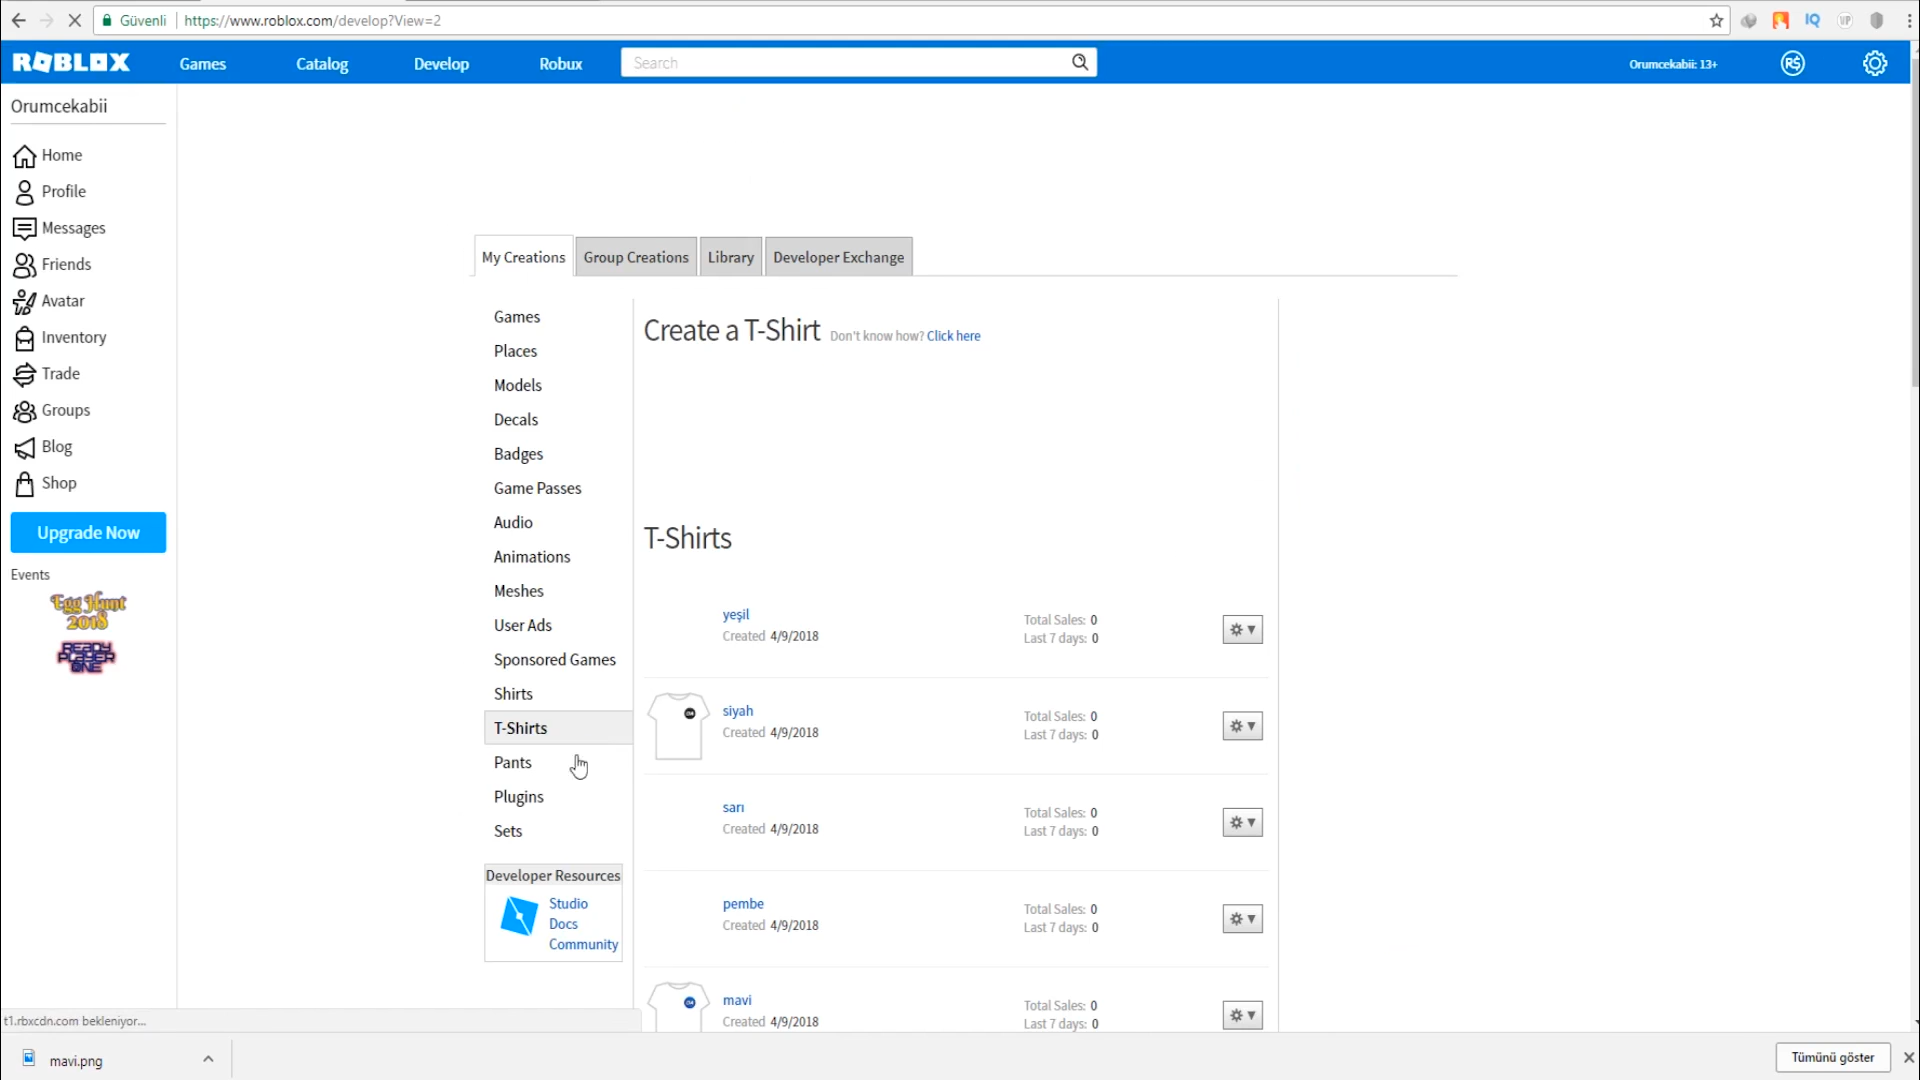 Güvenli https://www.roblox.com/develop?View=2
IQ
VIP
ROBLOX Games Catalog Develop Robux Search Orumcekabii: 13+ R$
Orumcekabii
Home
Profile
Messages
Friends
Avatar
Inventory
Trade
Groups
Blog
Shop
Upgrade Now
Events
Egg Hunt
2018
READY
PLAYER
ONE
My Creations Group Creations Library Developer Exchange
Games
Places
Models
Decals
Badges
Game Passes
Audio
Animations
Meshes
User Ads
Sponsored Games
Shirts
T-Shirts
Pants
Plugins
Sets
Developer Resources
Studio
Docs
Community
Create a T-Shirt Don't know how? Click here
T-Shirts
yeşil
Created 4/9/2018
Total Sales: 0
Last 7 days: 0
siyah
Created 4/9/2018
Total Sales: 0
Last 7 days: 0
sarı
Created 4/9/2018
Total Sales: 0
Last 7 days: 0
pembe
Created 4/9/2018
Total Sales: 0
Last 7 days: 0
mavi
Created 4/9/2018
Total Sales: 0
Last 7 days: 0
t1.rbxcdn.com bekleniyor...
mavi.png
Tümünü göster